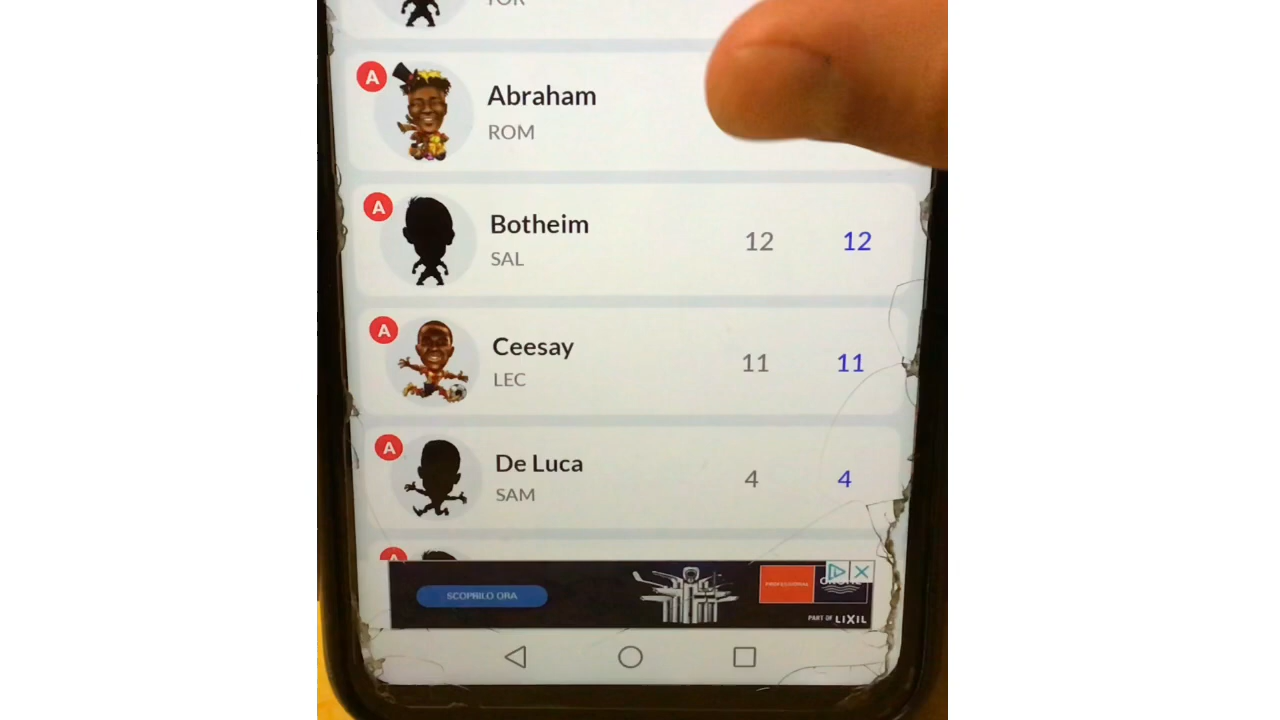 A
Abraham
ROM
A
Botheim
SAL
12
12
A
Ceesay
LEC
11
11
A
De Luca
SAM
4
4
A
SCOPRILO ORA
PROFESSIONAL
PART OF LIXIL